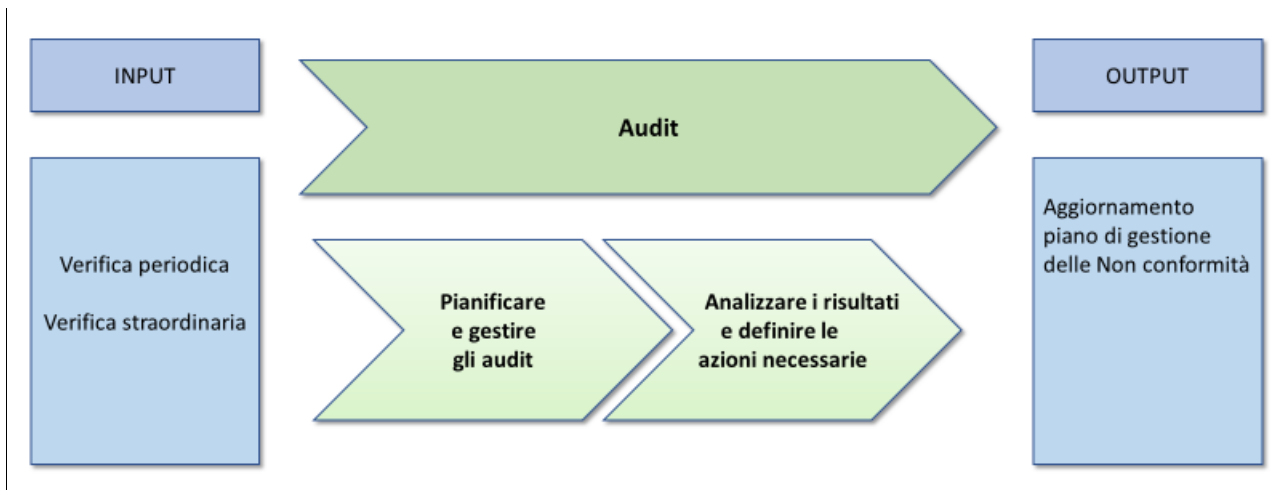 INPUT
Audit
OUTPUT
Verifica periodica
Verifica straordinaria
Pianificare
e gestire
gli audit
Analizzare i risultati
e definire le
azioni necessarie
Aggiornamento
piano di gestione
delle Non conformità